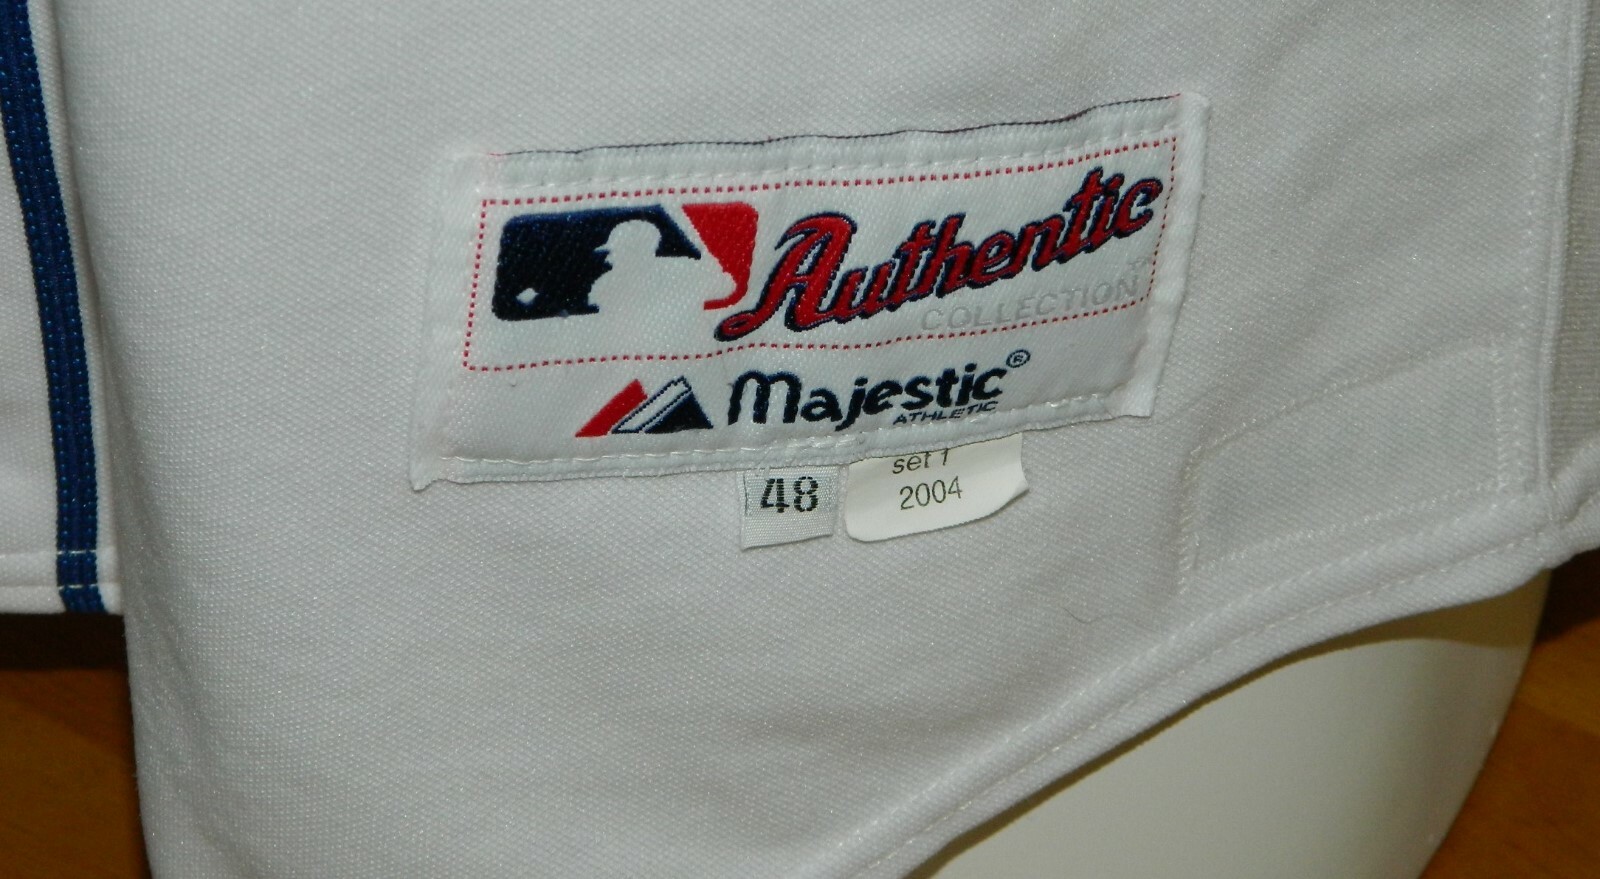 Authentic
COLLECTION
Majestic®
ATHLETIC
48
set 1
2004